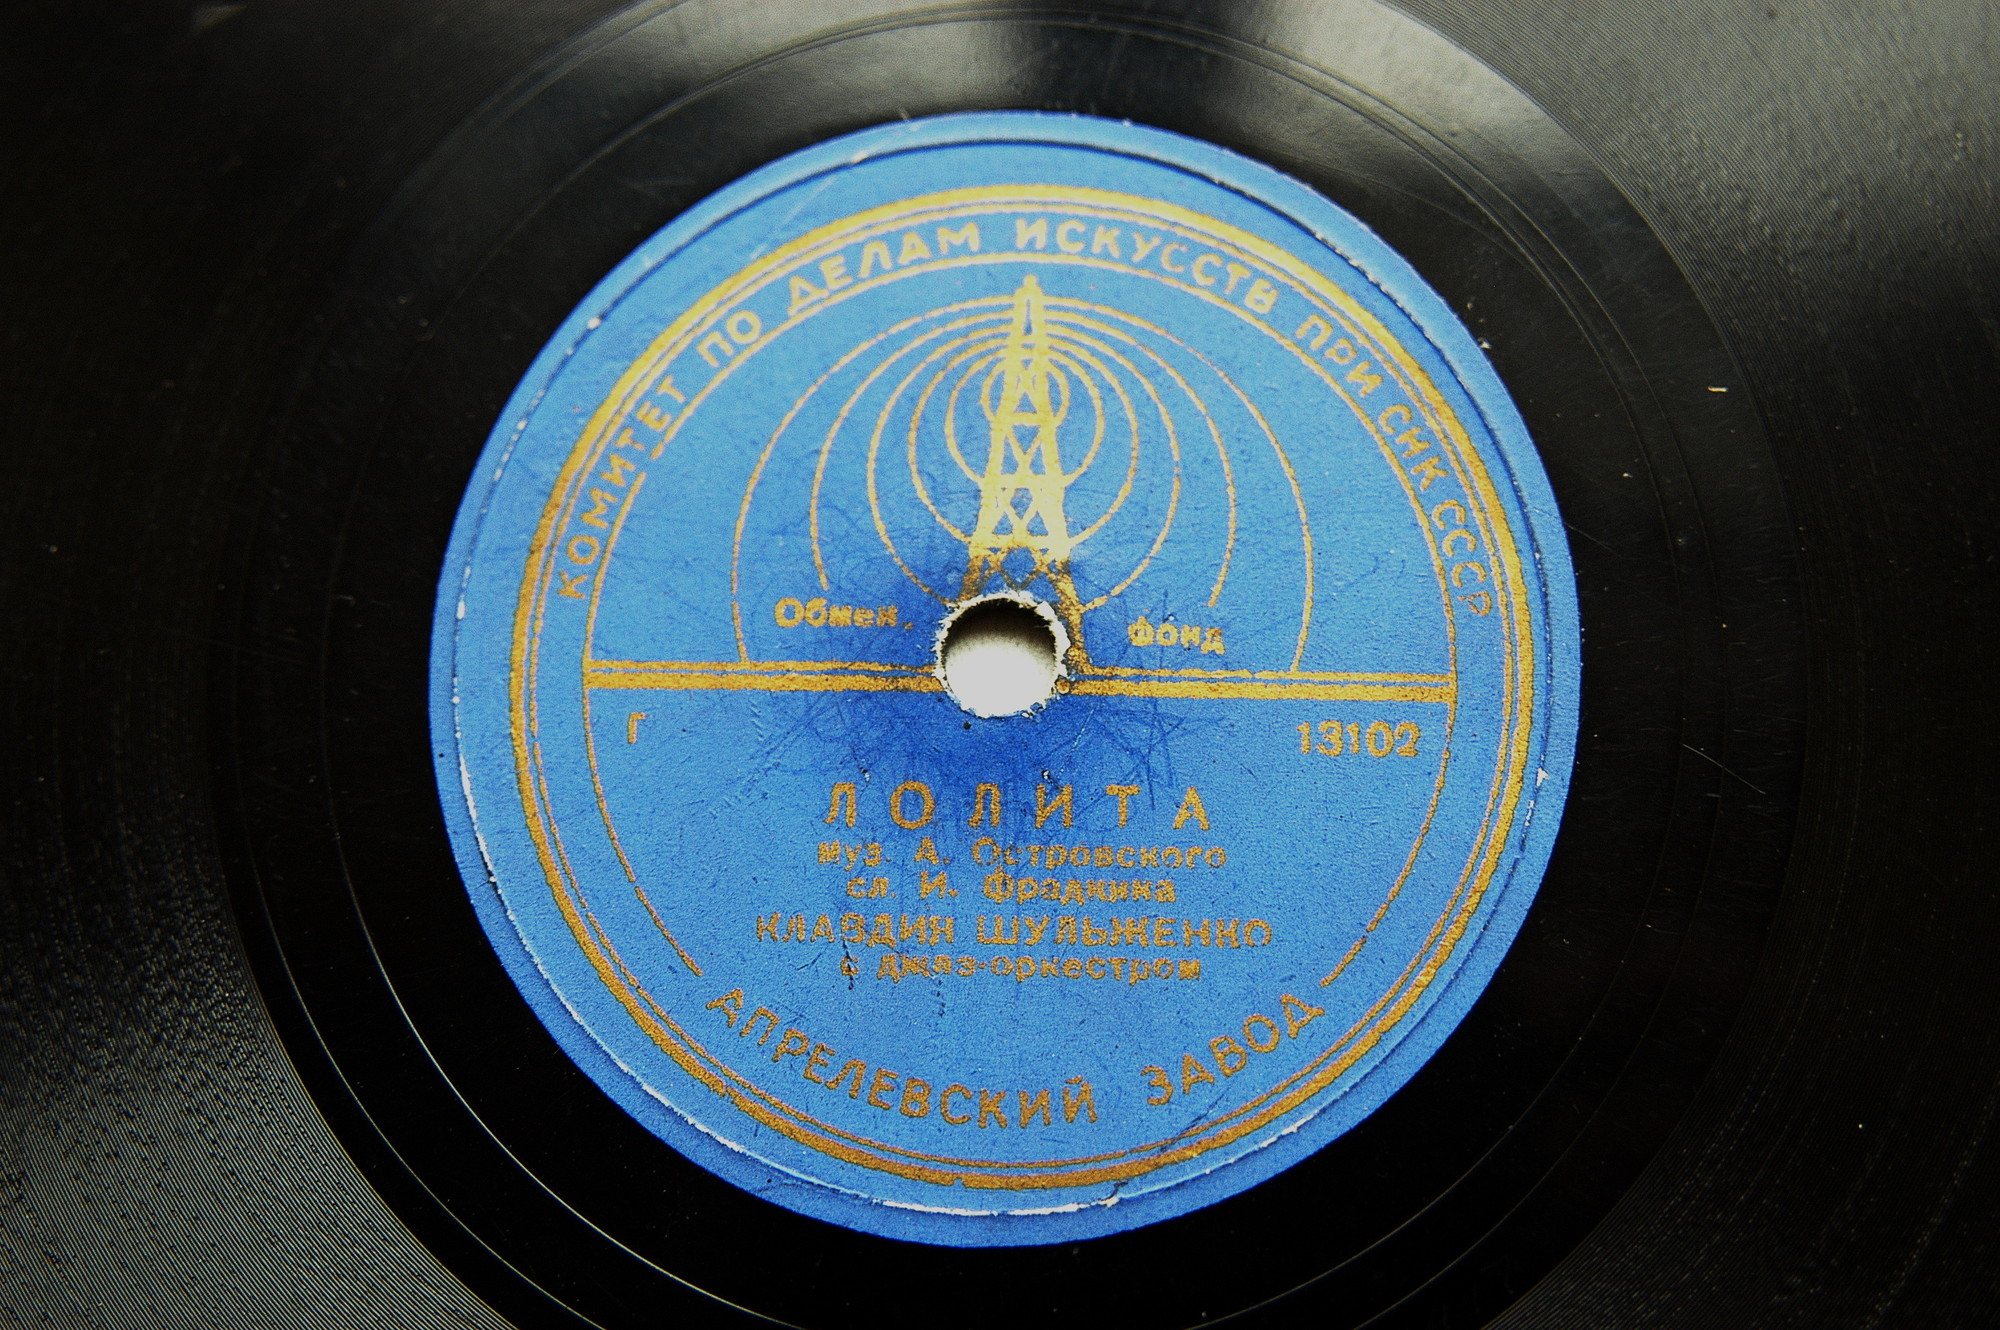 КОМИТЕТ ПО ДЕЛАМ ИСКУССТВ ПРИ СНК СССР
Обмен. фонд
Г 13102
ЛОЛИТА
муз. А. Островского
сл. И. Фрадкина
КЛАВДИЯ ШУЛЬЖЕНКО
с джаз-оркестром
АПРЕЛЕВСКИЙ ЗАВОД